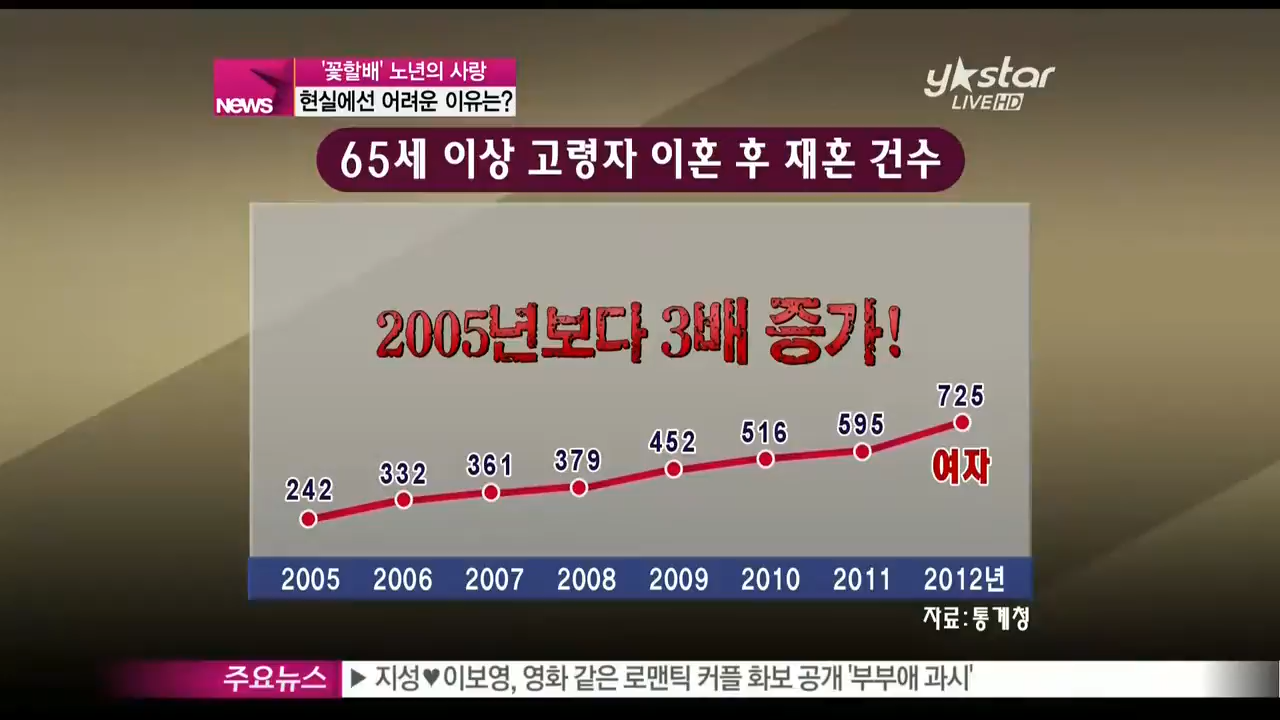 '꽃할배' 노년의 사랑
NEWS 현실에선 어려운 이유는?
y★star
LIVE HD
65세 이상 고령자 이혼 후 재혼 건수
2005년보다 3배 증가!
242 332 361 379 452 516 595 725
여자
2005 2006 2007 2008 2009 2010 2011 2012년
자료:통계청
주요뉴스 ▶ 지성♥이보영, 영화 같은 로맨틱 커플 화보 공개 '부부애 과시'